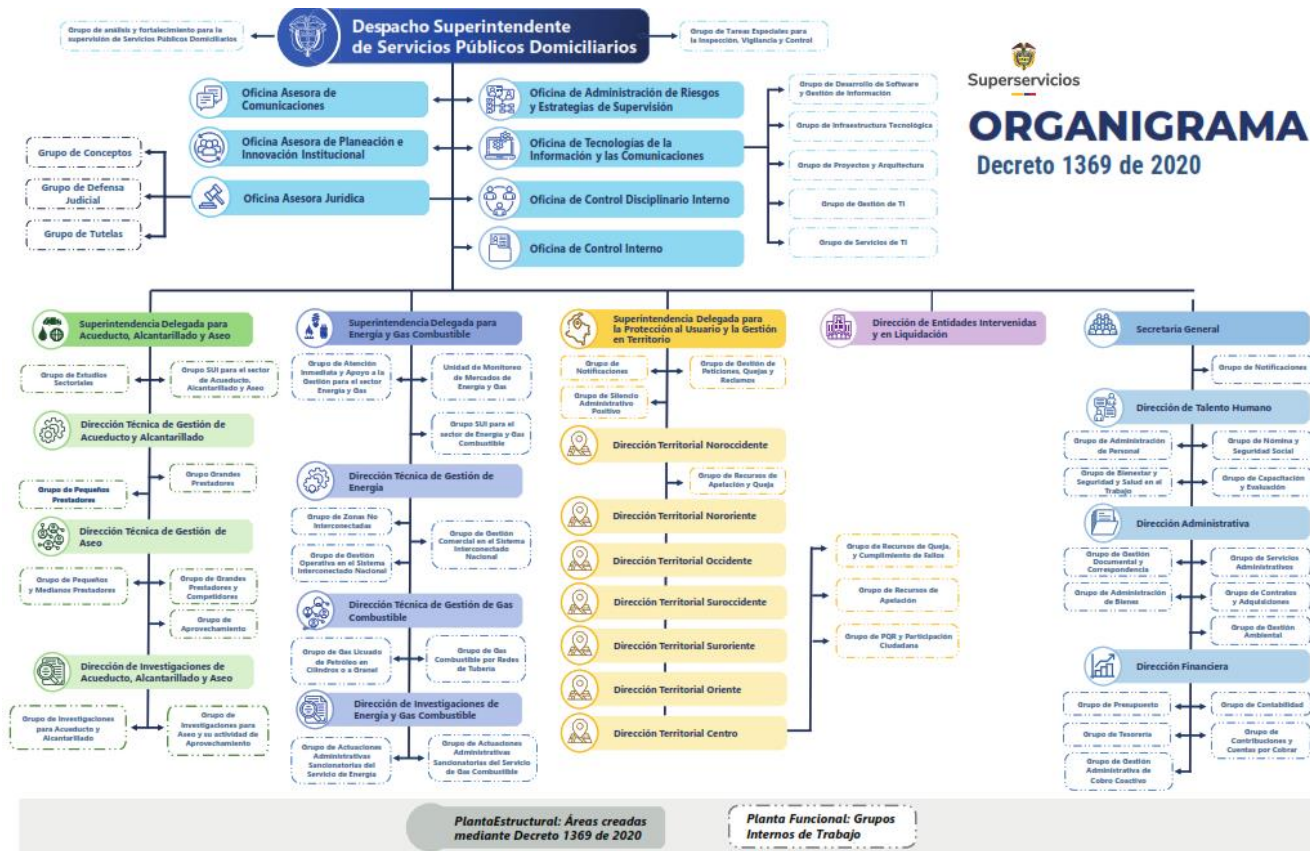 Grupo de análisis y fortalecimiento para la
supervisión de Servicios Públicos Domiciliarios
Despacho Superintendente
de Servicios Públicos Domiciliarios
Grupo de Tareas Especiales para
la Inspección, Vigilancia y Control
Superservicios
ORGANIGRAMA
Decreto 1369 de 2020
Oficina Asesora de
Comunicaciones
Oficina de Administración de Riesgos
y Estrategias de Supervisión
Oficina Asesora de Planeación e
Innovación Institucional
Oficina de Tecnologías de la
Información y las Comunicaciones
Oficina Asesora Jurídica
Oficina de Control Disciplinario Interno
Oficina de Control Interno
Grupo de Conceptos
Grupo de Defensa
Judicial
Grupo de Tutelas
Grupo de Desarrollo de Software
y Gestión de Información
Grupo de Infraestructura Tecnológica
Grupo de Proyectos y Arquitectura
Grupo de Gestión de TI
Grupo de Servicios de TI
Superintendencia Delegada para
Acueducto, Alcantarillado y Aseo
Grupo de Estudios
Sectoriales
Grupo SUI para el sector
de Acueducto,
Alcantarillado y Aseo
Dirección Técnica de Gestión de
Acueducto y Alcantarillado
Grupo Grandes
Prestadores
Grupo de Pequeños
Prestadores
Dirección Técnica de Gestión de
Aseo
Grupo de Pequeños
y Medianos Prestadores
Grupo de Grandes
Prestadores y
Competidores
Grupo de
Aprovechamiento
Dirección de Investigaciones de
Acueducto, Alcantarillado y Aseo
Grupo de Investigaciones
para Acueducto y
Alcantarillado
Grupo de
Investigaciones para
Aseo y su actividad de
Aprovechamiento
Superintendencia Delegada para
Energía y Gas Combustible
Grupo de Atención
Inmediata y Apoyo a la
Gestión para el sector
Energía y Gas
Unidad de Monitoreo
de Mercados de
Energía y Gas
Grupo SUI para el
sector de Energía y Gas
Combustible
Dirección Técnica de Gestión de
Energía
Grupo de Zonas No
Interconectadas
Grupo de Gestión
Operativa en el Sistema
Interconectado Nacional
Grupo de Gestión
Comercial en el Sistema
Interconectado
Nacional
Dirección Técnica de Gestión de Gas
Combustible
Grupo de Gas Licuado
de Petróleo en
Cilindros o a Granel
Grupo de Gas
Combustible por Redes
de Tubería
Dirección de Investigaciones de
Energía y Gas Combustible
Grupo de Actuaciones
Administrativas
Sancionatorias del
Servicio de Energía
Grupo de Actuaciones
Administrativas
Sancionatorias del Servicio
de Gas Combustible
Superintendencia Delegada para
la Protección al Usuario y la Gestión
en Territorio
Grupo de
Notificaciones
Grupo de Gestión de
Peticiones, Quejas y
Reclamos
Grupo de Silencio
Administrativo
Positivo
Dirección Territorial Noroccidente
Grupo de Recursos de
Apelación y Queja
Dirección Territorial Nororiente
Dirección Territorial Occidente
Dirección Territorial Suroccidente
Dirección Territorial Suroriente
Dirección Territorial Oriente
Dirección Territorial Centro
Grupo de Recursos de Queja,
y Cumplimiento de Fallos
Grupo de Recursos de
Apelación
Grupo de PQR y Participación
Ciudadana
Dirección de Entidades Intervenidas
y en Liquidación
Secretaría General
Grupo de Notificaciones
Dirección de Talento Humano
Grupo de Administración
de Personal
Grupo de Nómina y
Seguridad Social
Grupo de Bienestar y
Seguridad y Salud en el
Trabajo
Grupo de Capacitación
y Evaluación
Dirección Administrativa
Grupo de Gestión
Documental y
Correspondencia
Grupo de Servicios
Administrativos
Grupo de Administración
de Bienes
Grupo de Contratos y
Adquisiciones
Grupo de Gestión
Ambiental
Dirección Financiera
Grupo de Presupuesto
Grupo de Contabilidad
Grupo de Tesorería
Grupo de
Contribuciones y
Cuentas por Cobrar
Grupo de Gestión
Administrativa de
Cobro Coactivo
PlantaEstructural: Áreas creadas
mediante Decreto 1369 de 2020
Planta Funcional: Grupos
Internos de Trabajo